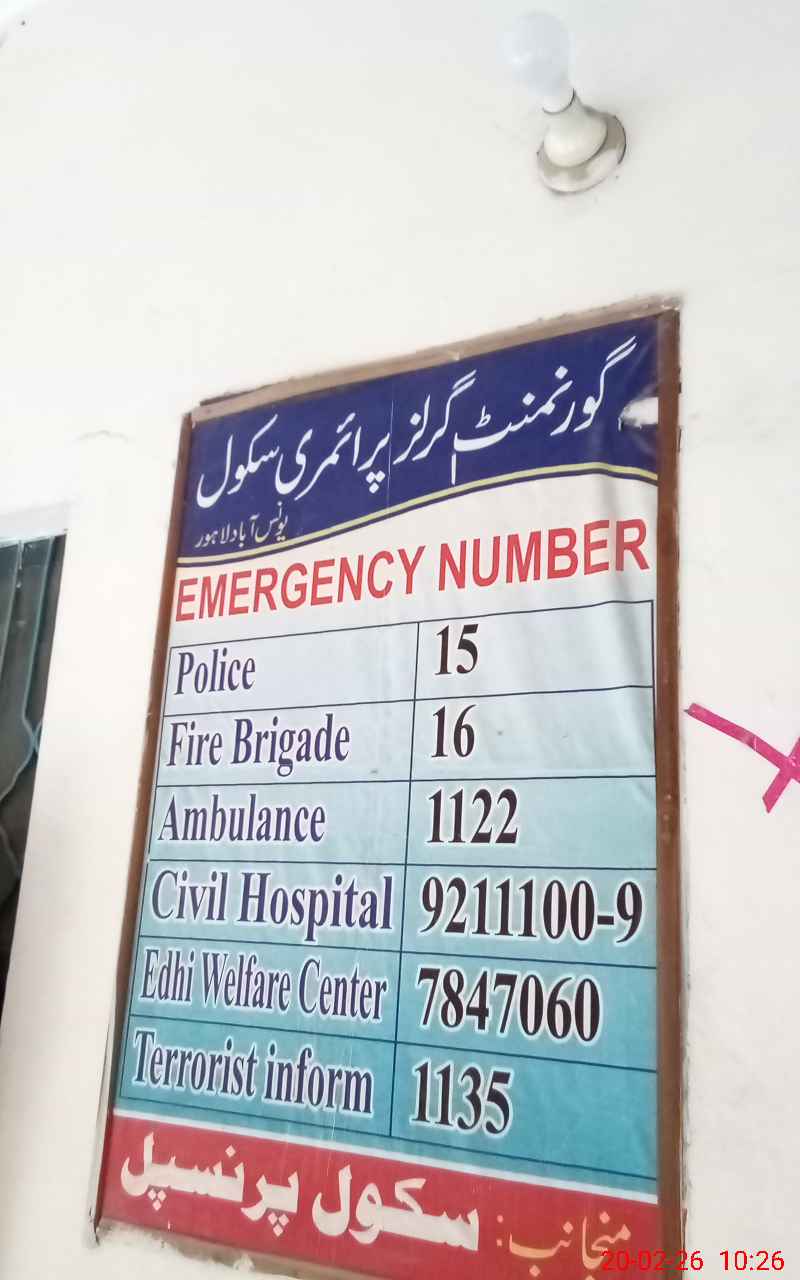 گورنمنٹ گرلز پرائمری سکول
یونس آباد لاہور
EMERGENCY NUMBER
Police 15
Fire Brigade 16
Ambulance 1122
Civil Hospital 9211100-9
Edhi Welfare Center 7847060
Terrorist inform 1135
منجانب: سکول پرنسپل
20-02-26 10:26